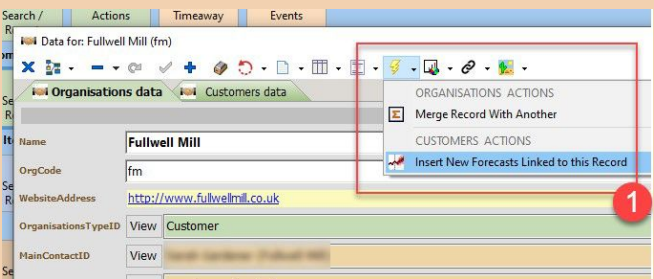 Search / Actions Timeaway Events
Data for: Fullwell Mill (fm)
Organisations data Customers data
ORGANISATIONS ACTIONS
Merge Record With Another
CUSTOMERS ACTIONS
Insert New Forecasts Linked to this Record
1
Name Fullwell Mill
OrgCode fm
WebsiteAddress http://www.fullwellmill.co.uk
OrganisationsTypeID View Customer
MainContactID View